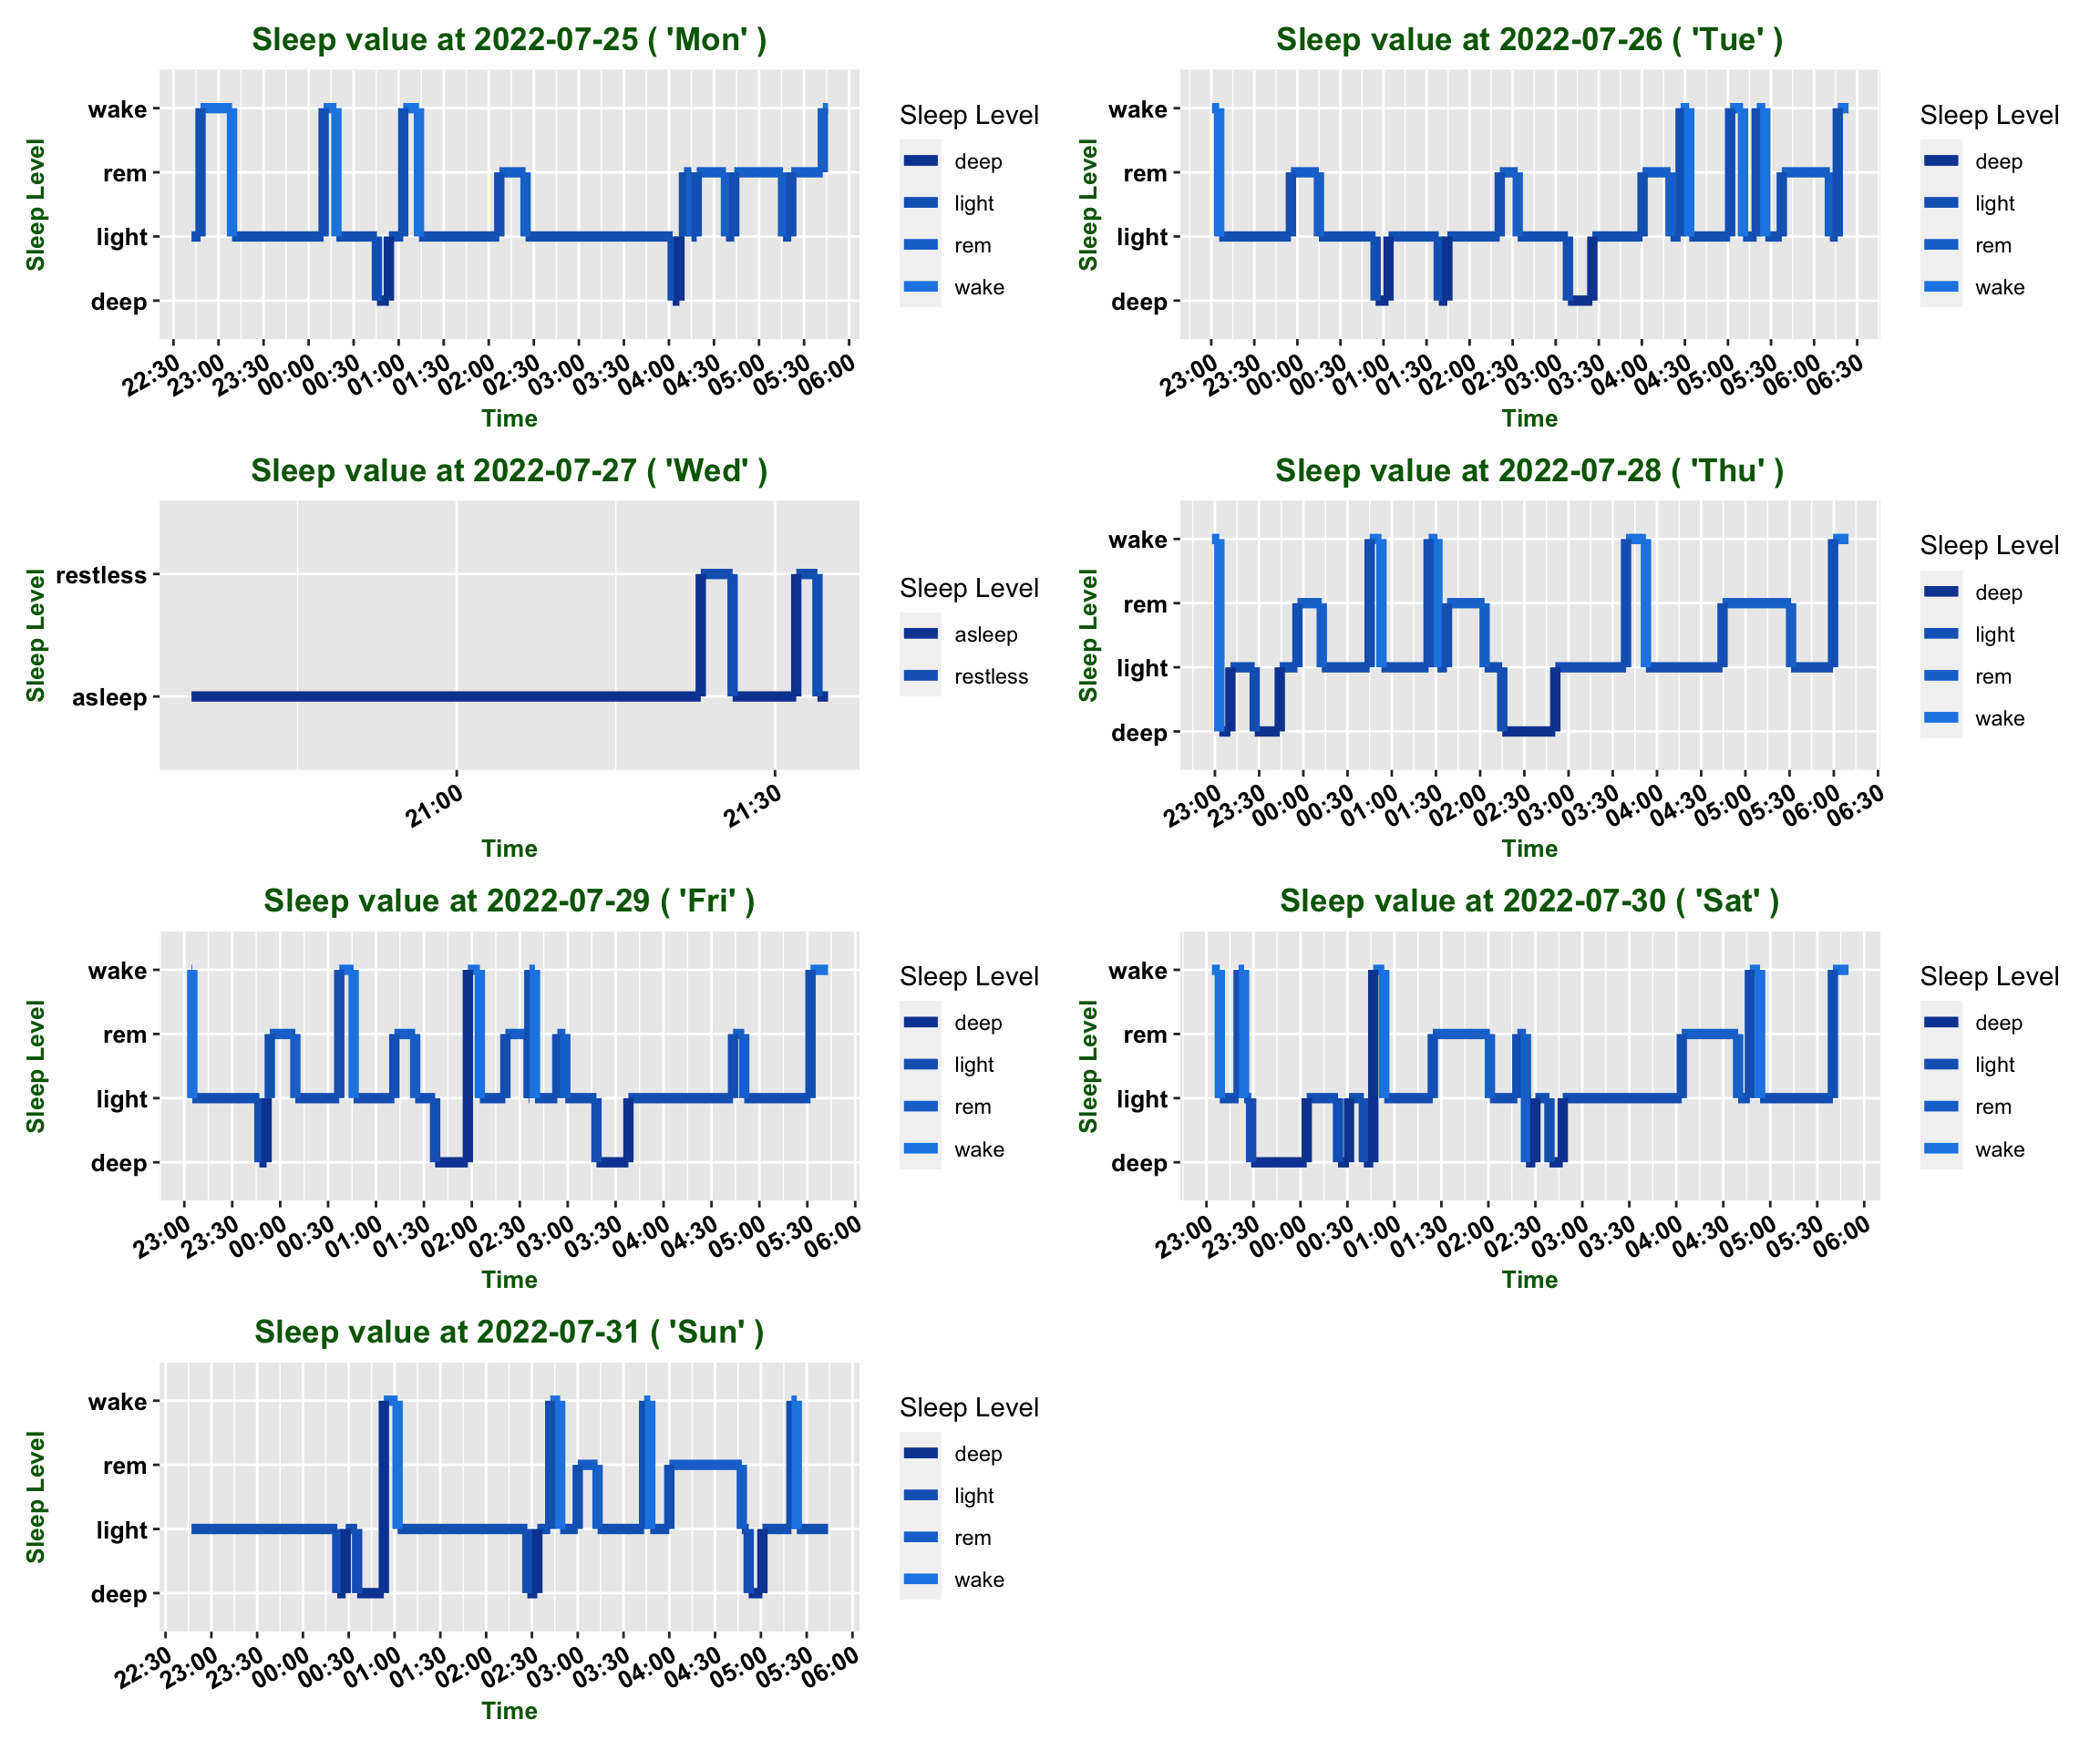 Sleep value at 2022-07-25 ( 'Mon' )
Sleep Level
wake
rem
light
deep
22:30 23:00 23:30 00:00 00:30 01:00 01:30 02:00 02:30 03:00 03:30 04:00 04:30 05:00 05:30 06:00
Time
Sleep Level
deep
light
rem
wake
Sleep value at 2022-07-26 ( 'Tue' )
Sleep Level
wake
rem
light
deep
23:00 23:30 00:00 00:30 01:00 01:30 02:00 02:30 03:00 03:30 04:00 04:30 05:00 05:30 06:00 06:30
Time
Sleep Level
deep
light
rem
wake
Sleep value at 2022-07-27 ( 'Wed' )
Sleep Level
restless
asleep
21:00 21:30
Time
Sleep Level
asleep
restless
Sleep value at 2022-07-28 ( 'Thu' )
Sleep Level
wake
rem
light
deep
23:00 23:30 00:00 00:30 01:00 01:30 02:00 02:30 03:00 03:30 04:00 04:30 05:00 05:30 06:00 06:30
Time
Sleep Level
deep
light
rem
wake
Sleep value at 2022-07-29 ( 'Fri' )
Sleep Level
wake
rem
light
deep
23:00 23:30 00:00 00:30 01:00 01:30 02:00 02:30 03:00 03:30 04:00 04:30 05:00 05:30 06:00
Time
Sleep Level
deep
light
rem
wake
Sleep value at 2022-07-30 ( 'Sat' )
Sleep Level
wake
rem
light
deep
23:00 23:30 00:00 00:30 01:00 01:30 02:00 02:30 03:00 03:30 04:00 04:30 05:00 05:30 06:00
Time
Sleep Level
deep
light
rem
wake
Sleep value at 2022-07-31 ( 'Sun' )
Sleep Level
wake
rem
light
deep
22:30 23:00 23:30 00:00 00:30 01:00 01:30 02:00 02:30 03:00 03:30 04:00 04:30 05:00 05:30 06:00
Time
Sleep Level
deep
light
rem
wake